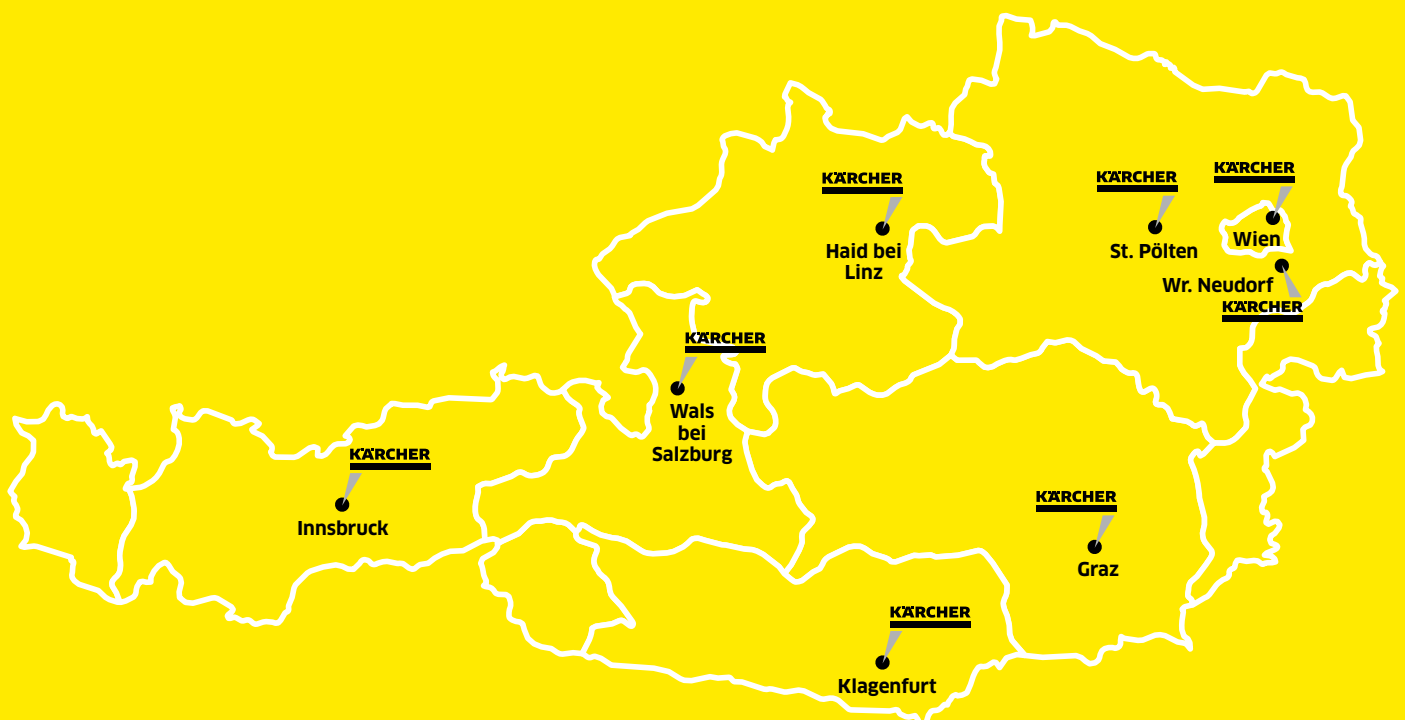 KÄRCHER
Wien
KÄRCHER
St. Pölten
KÄRCHER
Haid bei
Linz
Wr. Neudorf
KÄRCHER
KÄRCHER
Wals
bei
Salzburg
KÄRCHER
Innsbruck
KÄRCHER
Graz
KÄRCHER
Klagenfurt